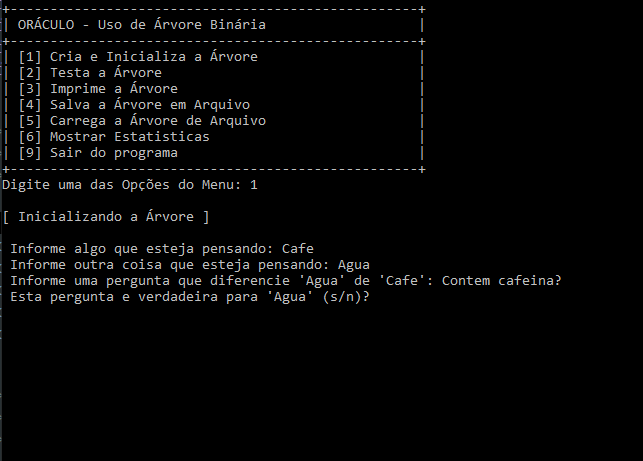 +---------------------------------------------------+
| ORÁCULO - Uso de Árvore Binária                   |
+---------------------------------------------------+
| [1] Cria e Inicializa a Árvore                    |
| [2] Testa a Árvore                                |
| [3] Imprime a Árvore                              |
| [4] Salva a Árvore em Arquivo                     |
| [5] Carrega a Árvore de Arquivo                   |
| [6] Mostrar Estatisticas                          |
| [9] Sair do programa                              |
+---------------------------------------------------+
Digite uma das Opções do Menu: 1
[ Inicializando a Árvore ]
Informe algo que esteja pensando: Cafe
Informe outra coisa que esteja pensando: Agua
Informe uma pergunta que diferencie 'Agua' de 'Cafe': Contem cafeina?
Esta pergunta e verdadeira para 'Agua' (s/n)?